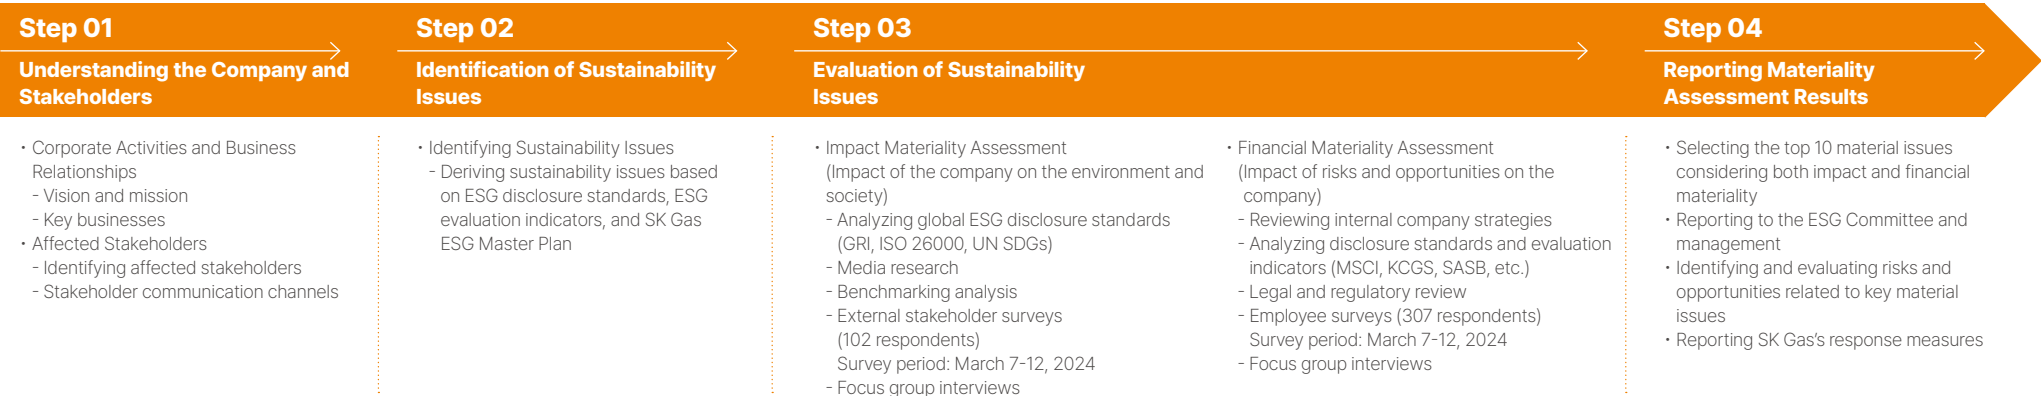 Step 01
Understanding the Company and
Stakeholders
• Corporate Activities and Business
Relationships
- Vision and mission
- Key businesses
• Affected Stakeholders
- Identifying affected stakeholders
- Stakeholder communication channels
Step 02
Identification of Sustainability
Issues
• Identifying Sustainability Issues
- Deriving sustainability issues based
on ESG disclosure standards, ESG
evaluation indicators, and SK Gas
ESG Master Plan
Step 03
Evaluation of Sustainability
Issues
• Impact Materiality Assessment
(Impact of the company on the environment and
society)
- Analyzing global ESG disclosure standards
(GRI, ISO 26000, UN SDGs)
- Media research
- Benchmarking analysis
- External stakeholder surveys
(102 respondents)
Survey period: March 7-12, 2024
- Focus group interviews
• Financial Materiality Assessment
(Impact of risks and opportunities on the
company)
- Reviewing internal company strategies
- Analyzing disclosure standards and evaluation
indicators (MSCI, KCGS, SASB, etc.)
- Legal and regulatory review
- Employee surveys (307 respondents)
Survey period: March 7-12, 2024
- Focus group interviews
Step 04
Reporting Materiality
Assessment Results
• Selecting the top 10 material issues
considering both impact and financial
materiality
• Reporting to the ESG Committee and
management
• Identifying and evaluating risks and
opportunities related to key material
issues
• Reporting SK Gas's response measures